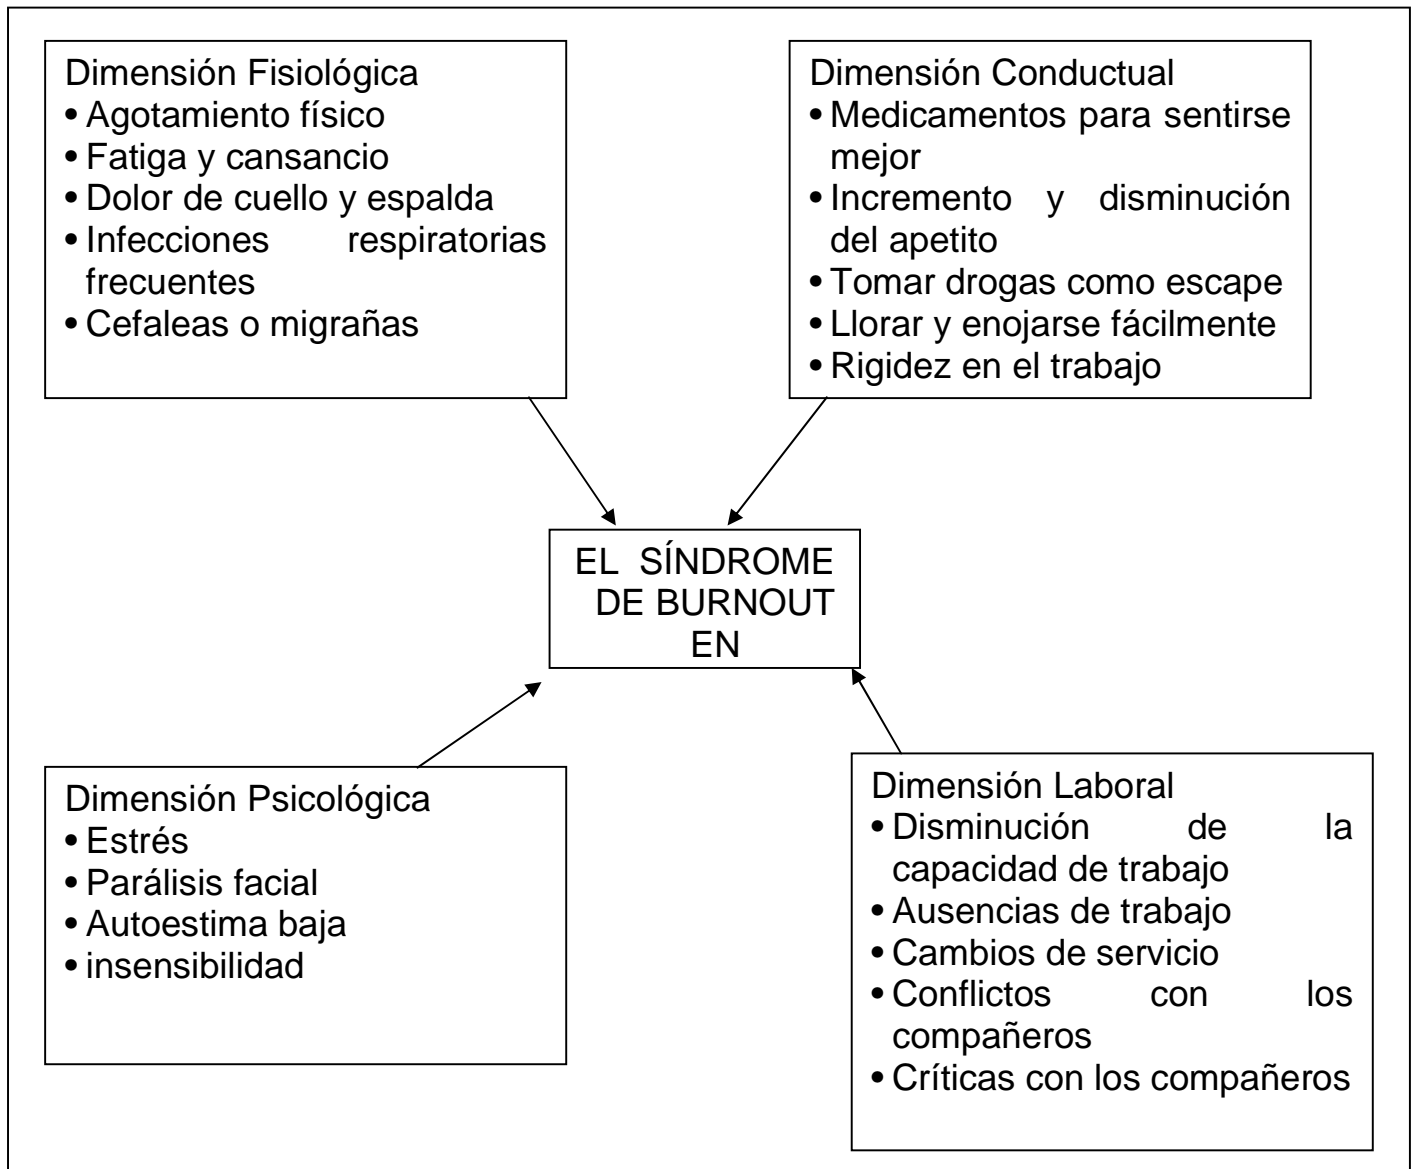 Dimensión Fisiológica
• Agotamiento físico
• Fatiga y cansancio
• Dolor de cuello y espalda
• Infecciones respiratorias
frecuentes
• Cefaleas o migrañas
Dimensión Conductual
• Medicamentos para sentirse
mejor
• Incremento y disminución
del apetito
• Tomar drogas como escape
• Llorar y enojarse fácilmente
• Rigidez en el trabajo
EL SÍNDROME
DE BURNOUT
EN
Dimensión Psicológica
• Estrés
• Parálisis facial
• Autoestima baja
• insensibilidad
Dimensión Laboral
• Disminución de la
capacidad de trabajo
• Ausencias de trabajo
• Cambios de servicio
• Conflictos con los
compañeros
• Críticas con los compañeros